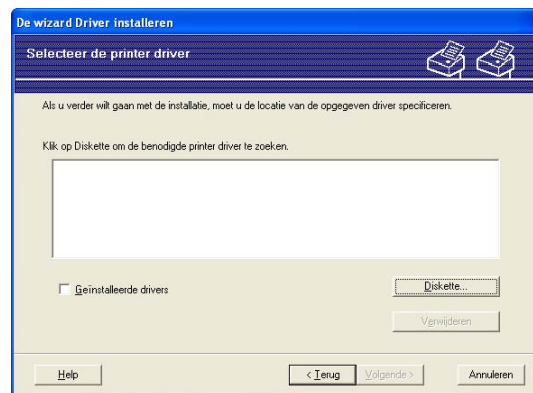 De wizard Driver installeren
Selecteer de printer driver
Als u verder wilt gaan met de installatie, moet u de locatie van de opgegeven driver specificeren.
Klik op Diskette om de benodigde printer driver te zoeken.
Geïnstalleerde drivers
Diskette...
Verwijderen
Help
< Terug
Volgende >
Annuleren